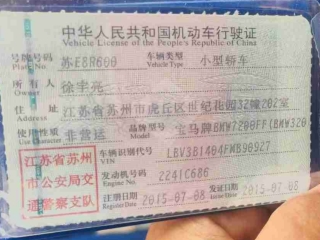 中华人民共和国机动车行驶证
Vehicle License of the People's Republic of China
号牌号码 苏E8R600 车辆类型 小型轿车
Plate No. Vehicle Type
所有人 徐丰亮
Owner
住址 江苏省苏州市虎丘区世纪花园32幢202室
Address
使用性质 非营运 品牌型号 宝马牌BMW7200FF(BMW320
Use Character Model
江苏省苏州
市公安局交
通警察支队
车辆识别代号 LBV3B1404FMB90927
VIN
发动机号码 2241C686
Engine No.
注册日期 2015-07-08 发证日期 2015-07-08
Register Date Issue Date